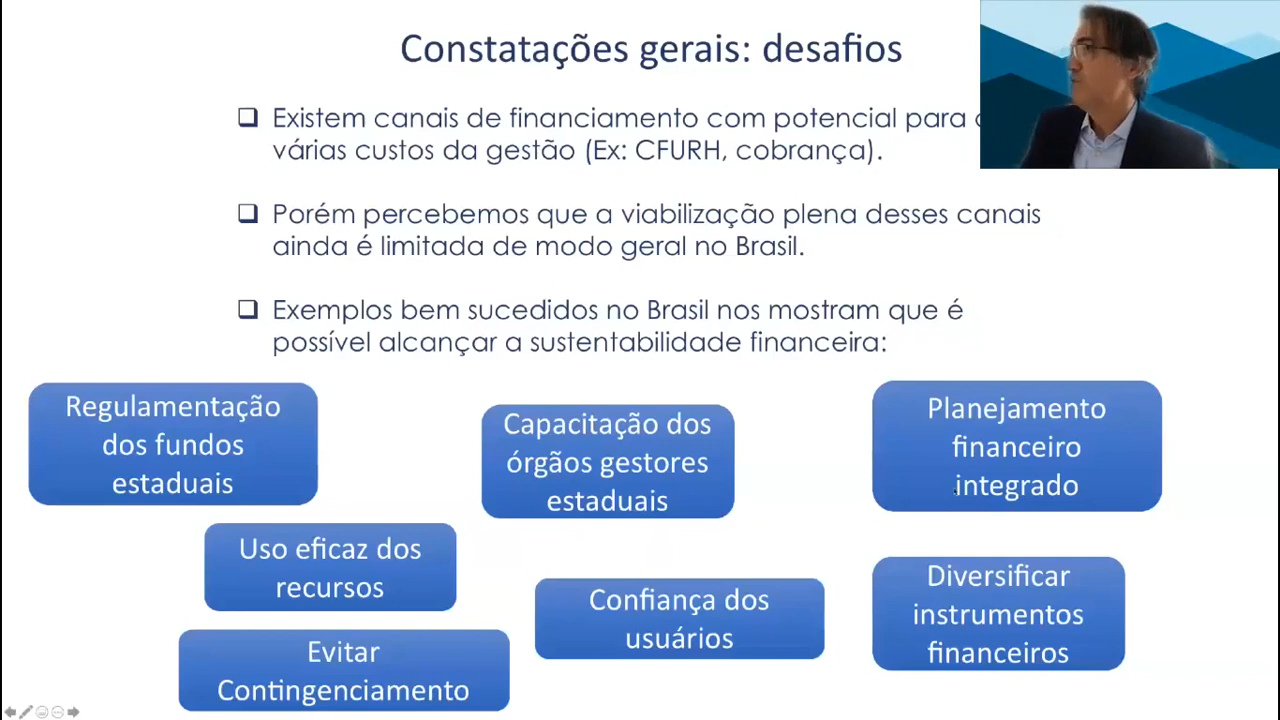 Constatações gerais: desafios
❑ Existem canais de financiamento com potencial para
várias custos da gestão (Ex: CFURH, cobrança).
❑ Porém percebemos que a viabilização plena desses canais
ainda é limitada de modo geral no Brasil.
❑ Exemplos bem sucedidos no Brasil nos mostram que é
possível alcançar a sustentabilidade financeira:
Regulamentação
dos fundos
estaduais
Capacitação dos
órgãos gestores
estaduais
Planejamento
financeiro
integrado
Uso eficaz dos
recursos
Confiança dos
usuários
Diversificar
instrumentos
financeiros
Evitar
Contingenciamento